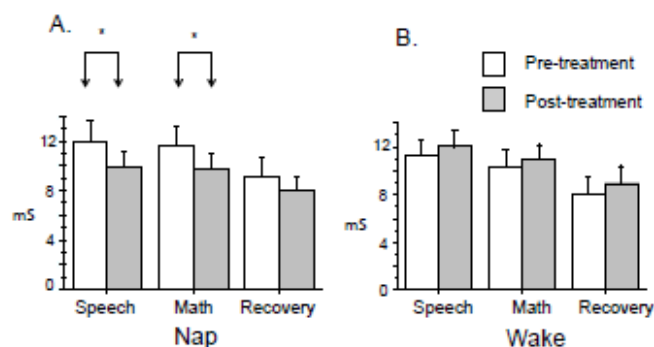 A.
*
*
12
8
mS
4
0
Speech
Math
Recovery
Nap
B.
Pre-treatment
Post-treatment
12
8
mS
4
0
Speech
Math
Recovery
Wake